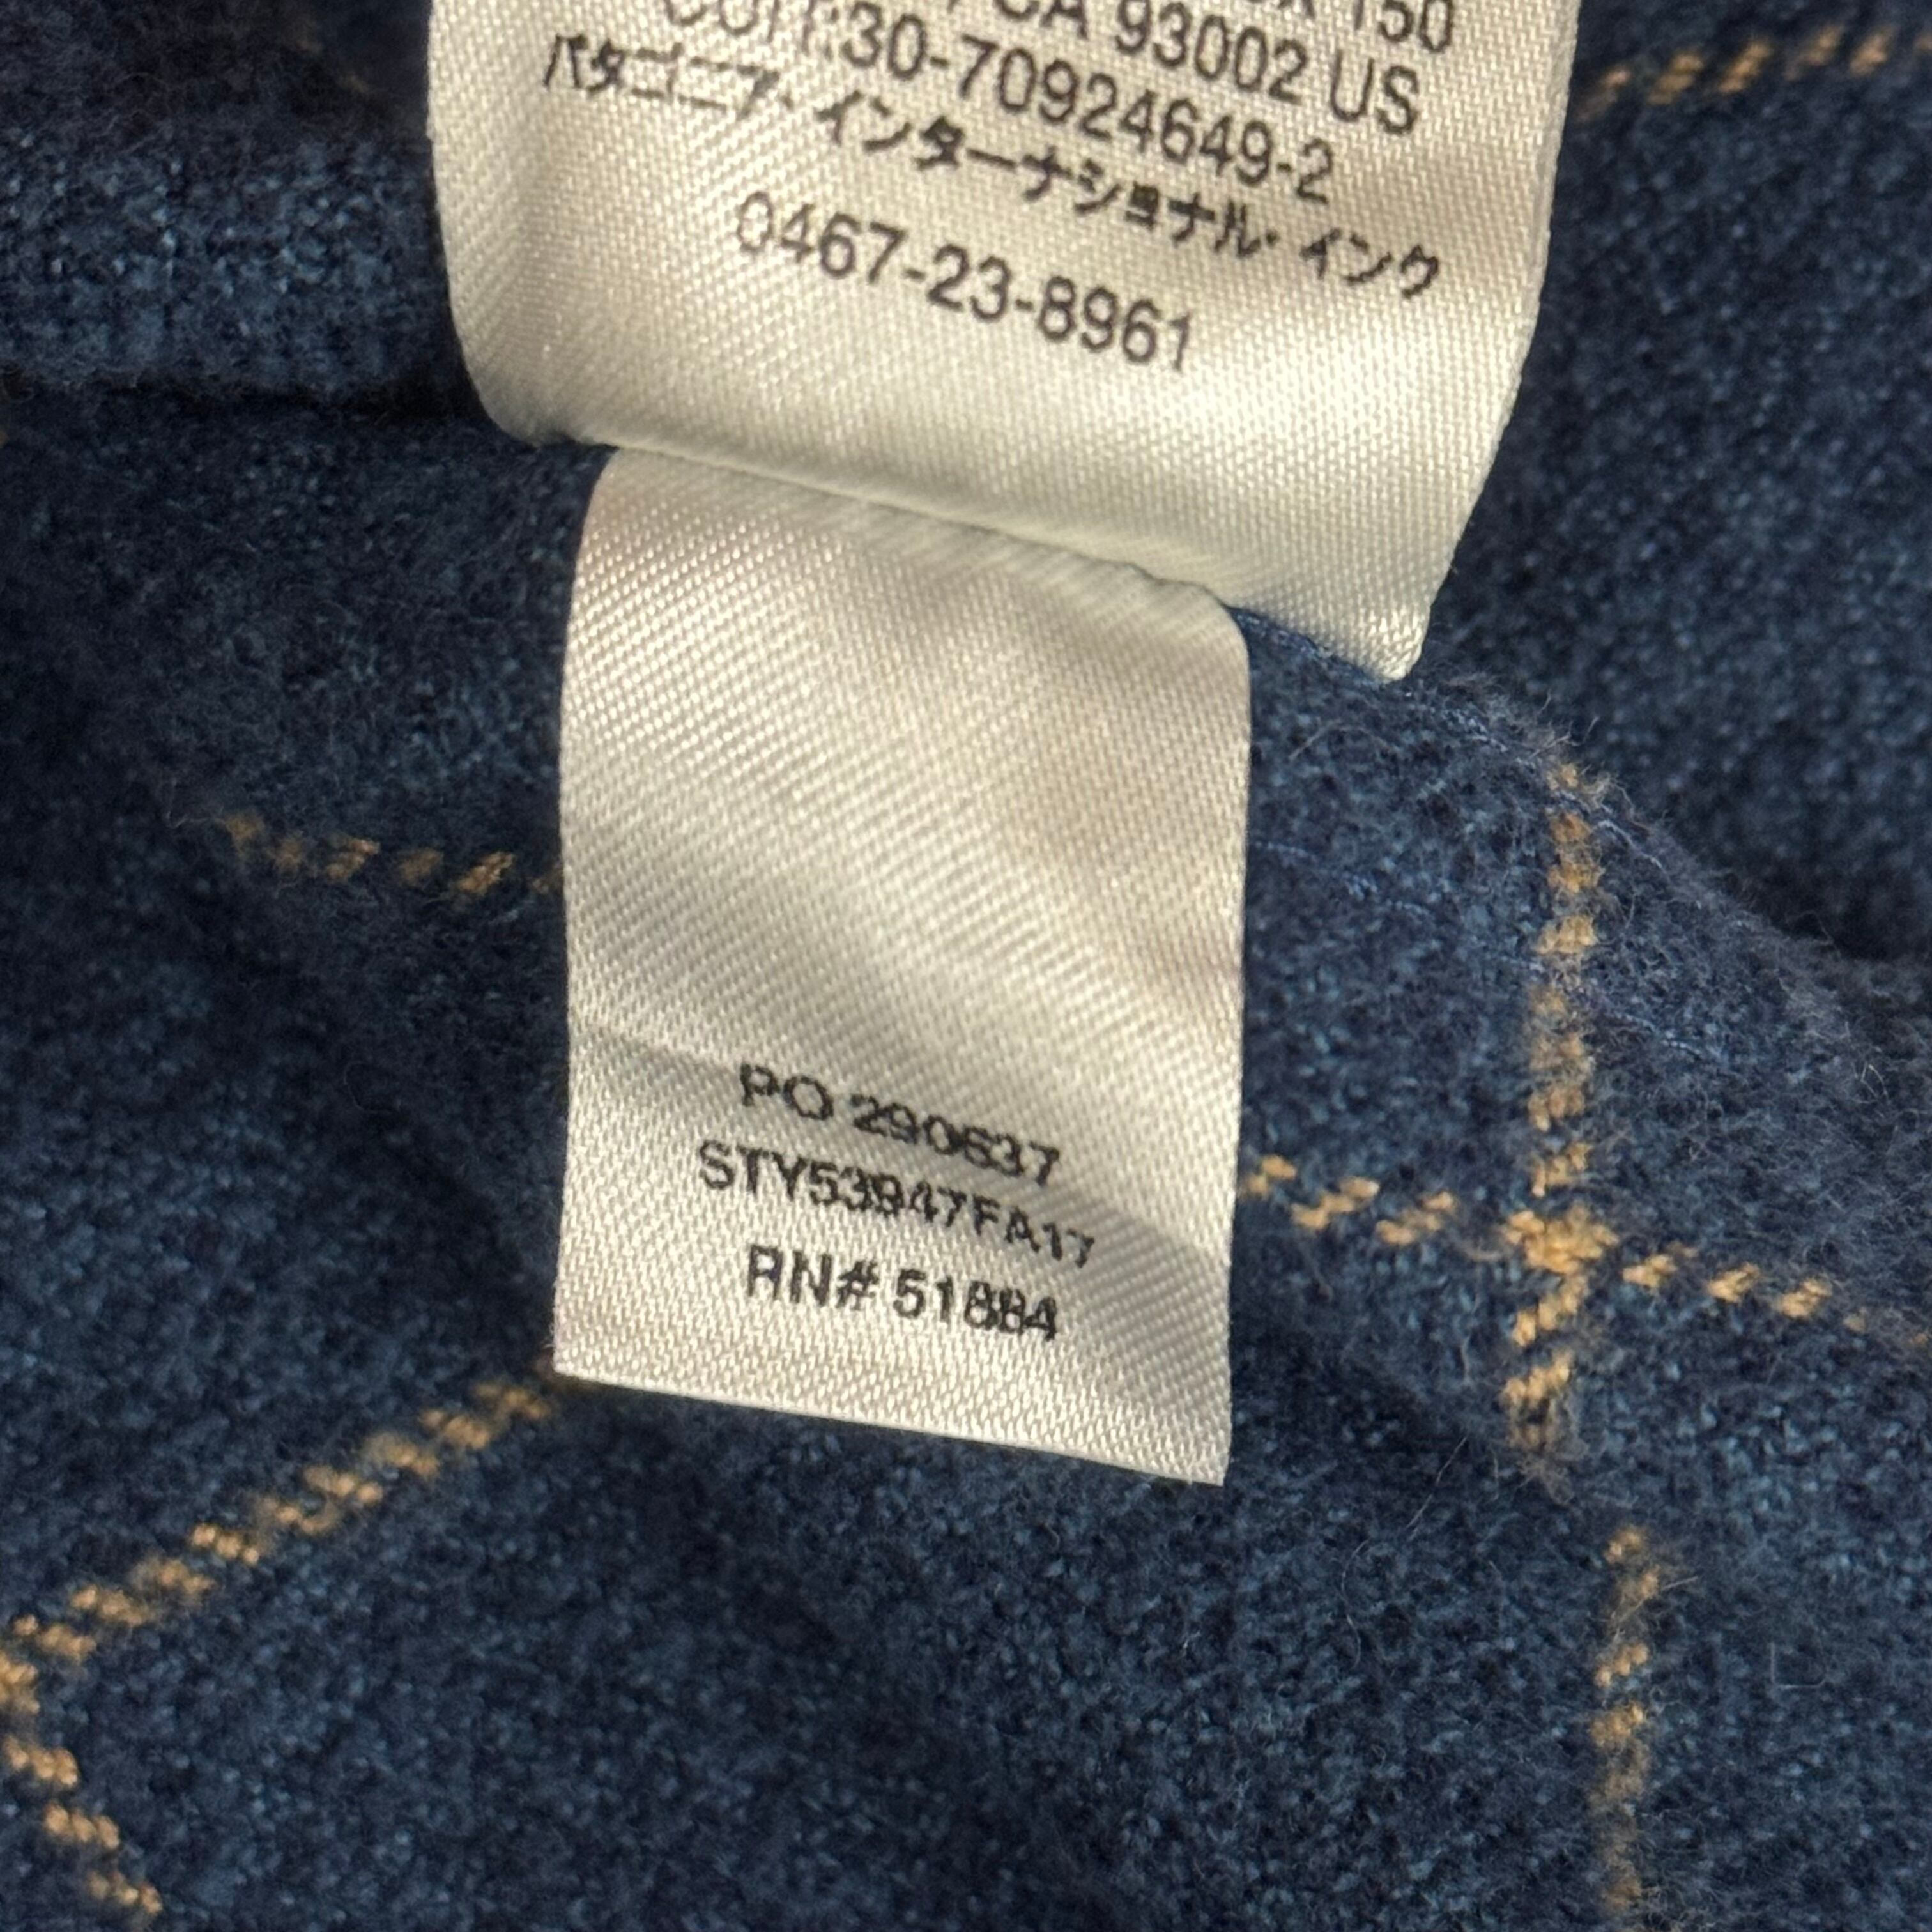 150
CA 93002 US
CUIT:30-70924649-2
パタゴニア・インターナショナル・インク
0467-23-8961
PO 290637
STY53947FA17
RN# 51884